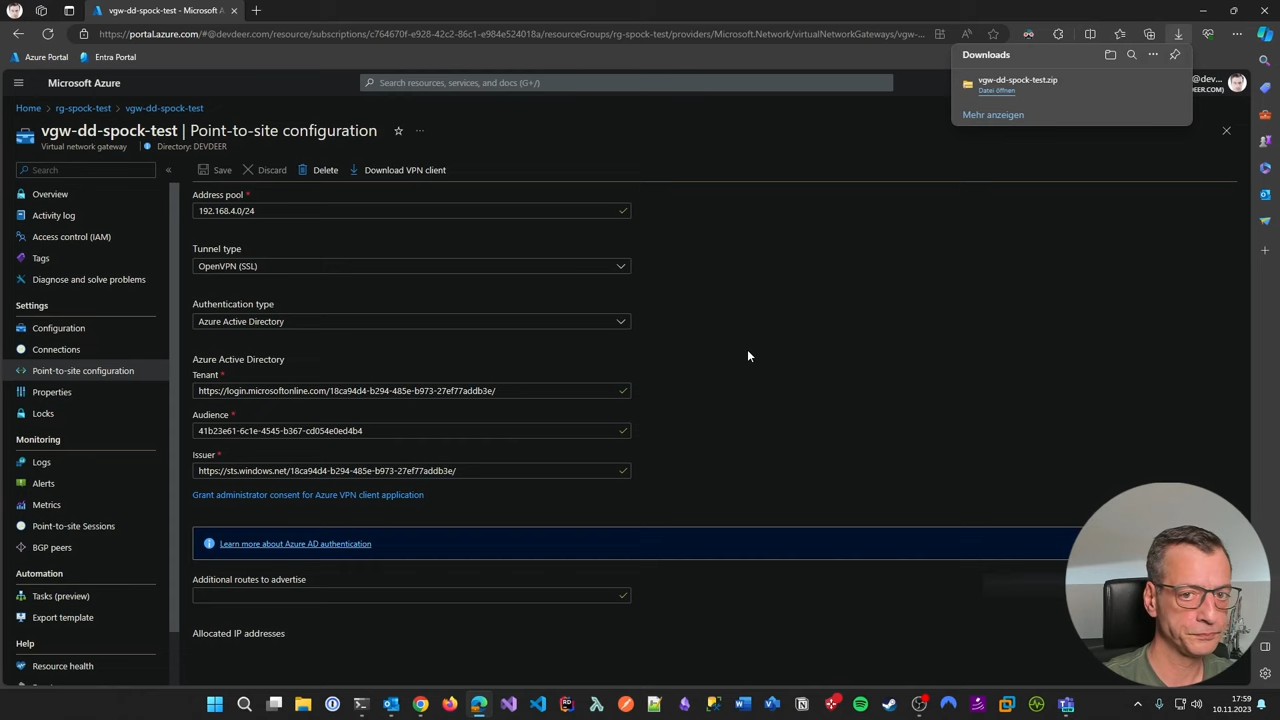 vgw-dd-spock-test - Microsoft A
https://portal.azure.com/#@devdeer.com/resource/subscriptions/c764670f-e928-42c2-86c1-e984e524018a/resourceGroups/rg-spock-test/providers/Microsoft.Network/virtualNetworkGateways/vgw-...
Azure Portal
Entra Portal
Downloads
vgw-dd-spock-test.zip
Datei öffnen
Mehr anzeigen
Microsoft Azure
Search resources, services, and docs (G+/)
@dev...
DEER.COM)
Home > rg-spock-test > vgw-dd-spock-test
vgw-dd-spock-test | Point-to-site configuration
Virtual network gateway
Directory: DEVDEER
Search
Save
Discard
Delete
Download VPN client
Overview
Activity log
Access control (IAM)
Tags
Diagnose and solve problems
Settings
Configuration
Connections
Point-to-site configuration
Properties
Locks
Monitoring
Logs
Alerts
Metrics
Point-to-site Sessions
BGP peers
Automation
Tasks (preview)
Export template
Help
Resource health
Address pool *
192.168.4.0/24
Tunnel type
OpenVPN (SSL)
Authentication type
Azure Active Directory
Azure Active Directory
Tenant *
https://login.microsoftonline.com/18ca94d4-b294-485e-b973-27ef77addb3e/
Audience *
41b23e61-6c1e-4545-b367-cd054e0ed4b4
Issuer *
https://sts.windows.net/18ca94d4-b294-485e-b973-27ef77addb3e/
Grant administrator consent for Azure VPN client application
Learn more about Azure AD authentication
Additional routes to advertise
Allocated IP addresses
17:59
10.11.2023